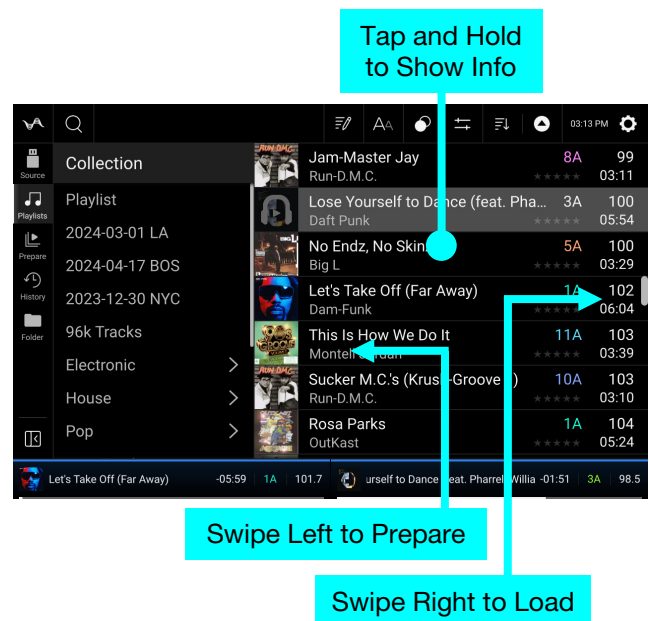 Tap and Hold
to Show Info
03:13 PM
Source
Playlists
Prepare
History
Folder
Collection
Playlist
2024-03-01 LA
2024-04-17 BOS
2023-12-30 NYC
96k Tracks
Electronic
House
Pop
Jam-Master Jay 8A 99
Run-D.M.C. 03:11
Lose Yourself to Dance (feat. Pha... 3A 100
Daft Punk 05:54
No Endz, No Skin 5A 100
Big L 03:29
Let's Take Off (Far Away) 1A 102
Dam-Funk 06:04
This Is How We Do It 11A 103
Montell Jordan 03:39
Sucker M.C.'s (Krush-Groove 10A 103
Run-D.M.C. 03:10
Rosa Parks 1A 104
OutKast 05:24
Let's Take Off (Far Away) -05:59 1A 101.7
urself to Dance feat. Pharrell Willia -01:51 3A 98.5
Swipe Left to Prepare
Swipe Right to Load